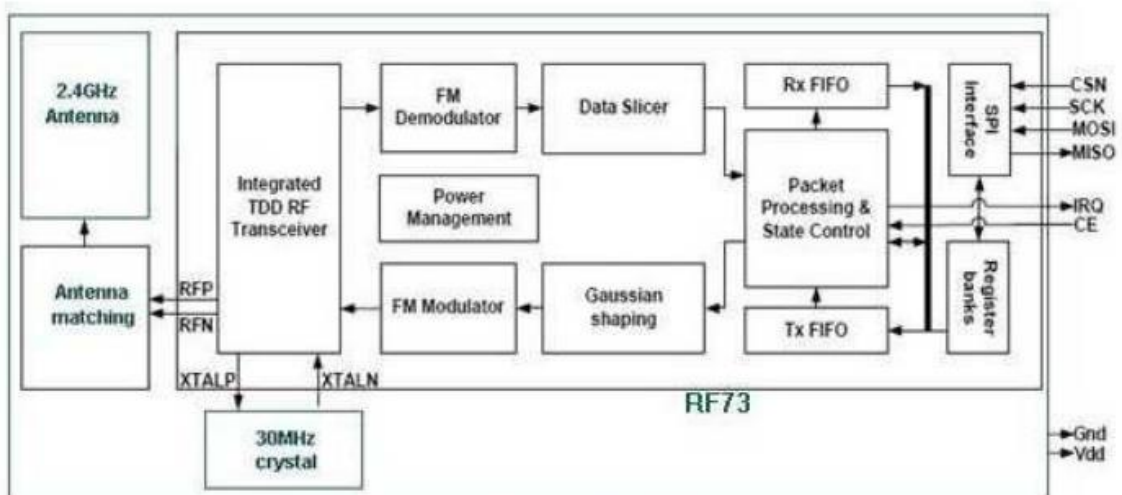 2.4GHz
Antenna
Antenna
matching
RFP
RFN
XTALP
XTALN
30MHz
crystal
Integrated
TDD RF
Transceiver
FM
Demodulator
Data Slicer
Power
Management
FM Modulator
Gaussian
shaping
Rx FIFO
Packet
Processing &
State Control
Tx FIFO
SPI
Interface
Register
banks
CSN
SCK
MOSI
MISO
IRQ
CE
RF73
Gnd
Vdd